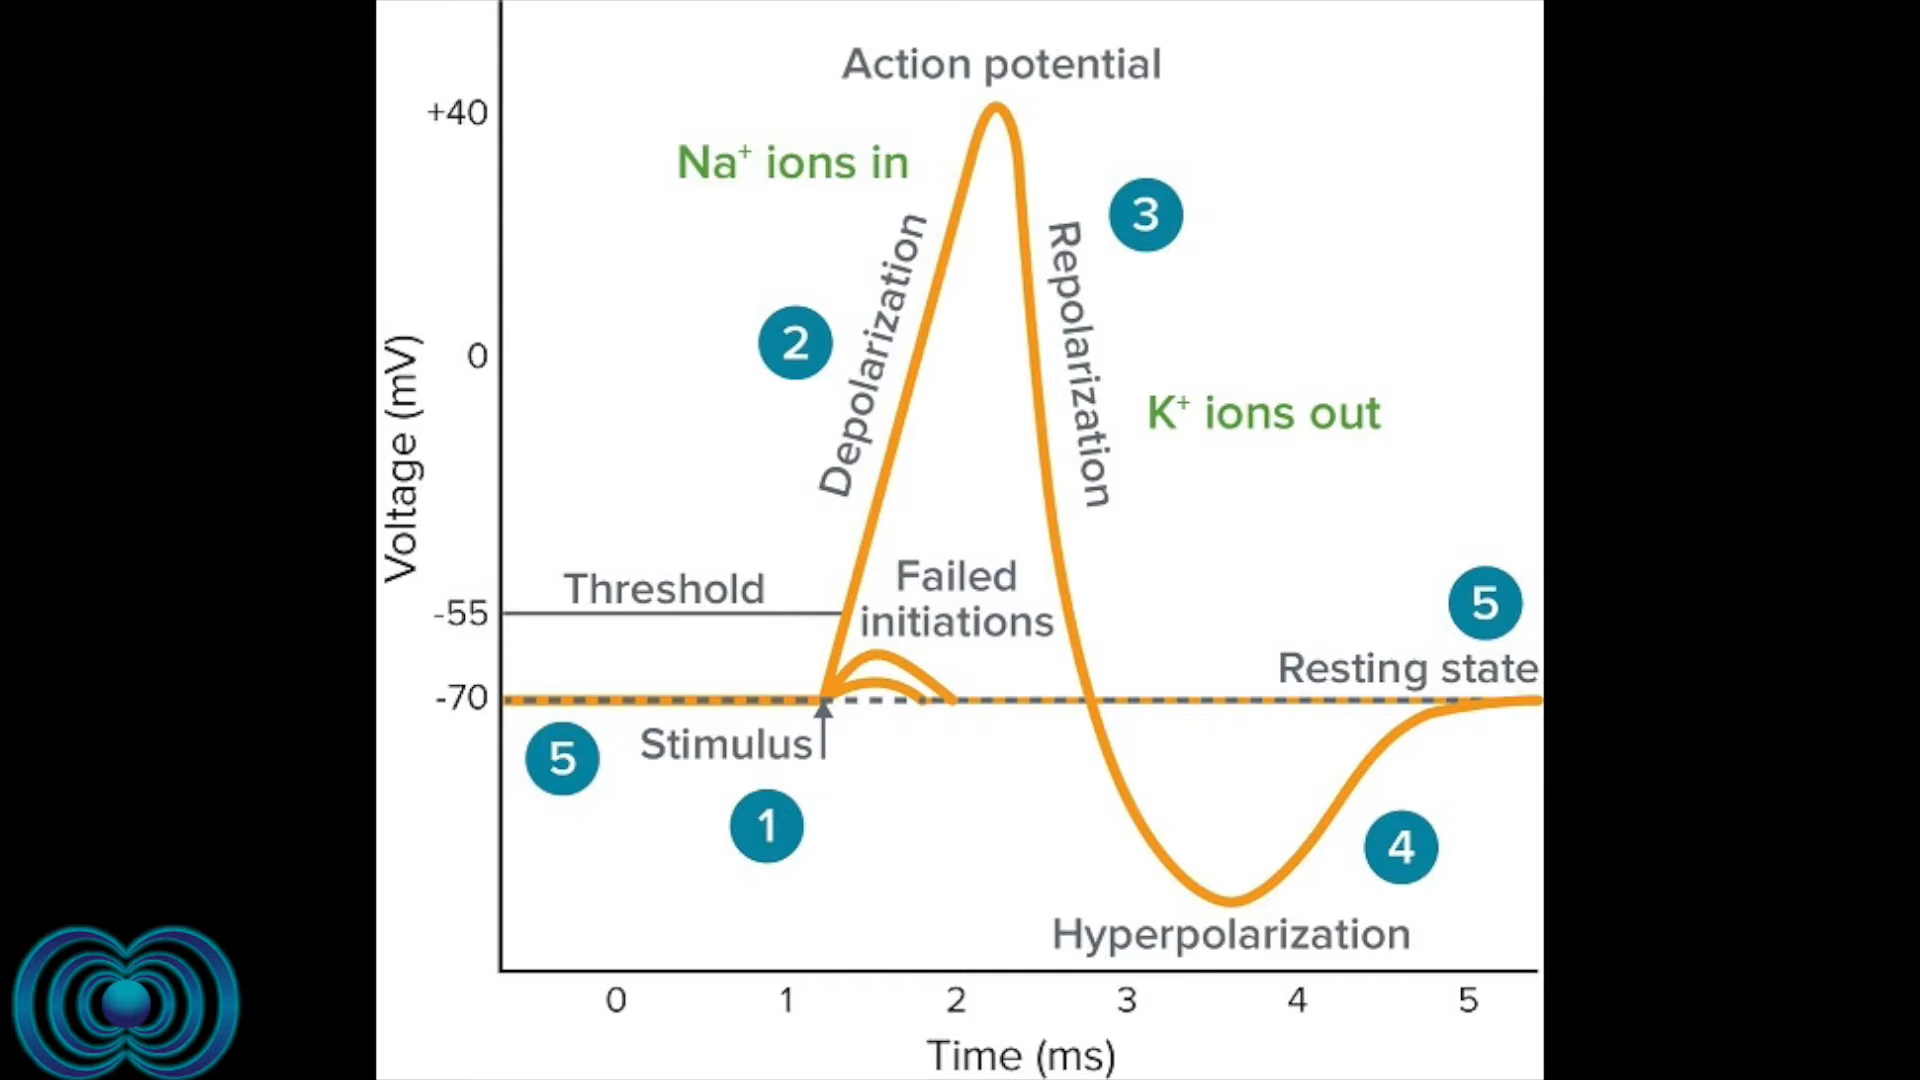 Action potential
+40
Na⁺ ions in
3
Depolarization
Repolarization
2
0
K⁺ ions out
Voltage (mV)
Failed
initiations
Threshold
-55
5
Resting state
-70
Stimulus
5
1
4
Hyperpolarization
0 1 2 3 4 5
Time (ms)